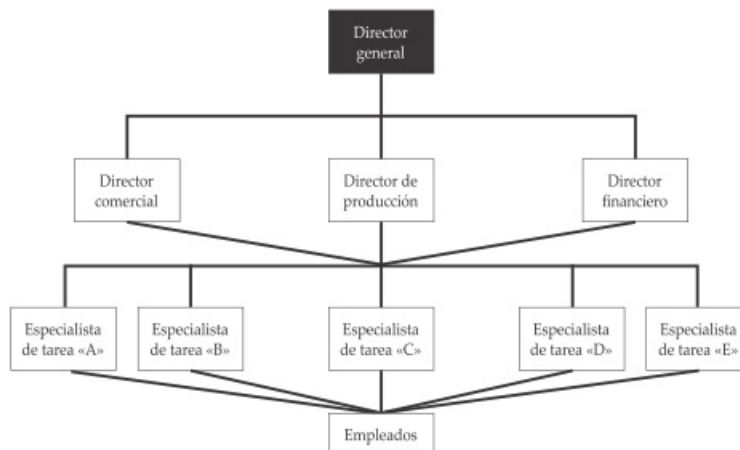 Director
general
Director
comercial
Director de
producción
Director
financiero
Especialista
de tarea «A»
Especialista
de tarea «B»
Especialista
de tarea «C»
Especialista
de tarea «D»
Especialista
de tarea «E»
Empleados